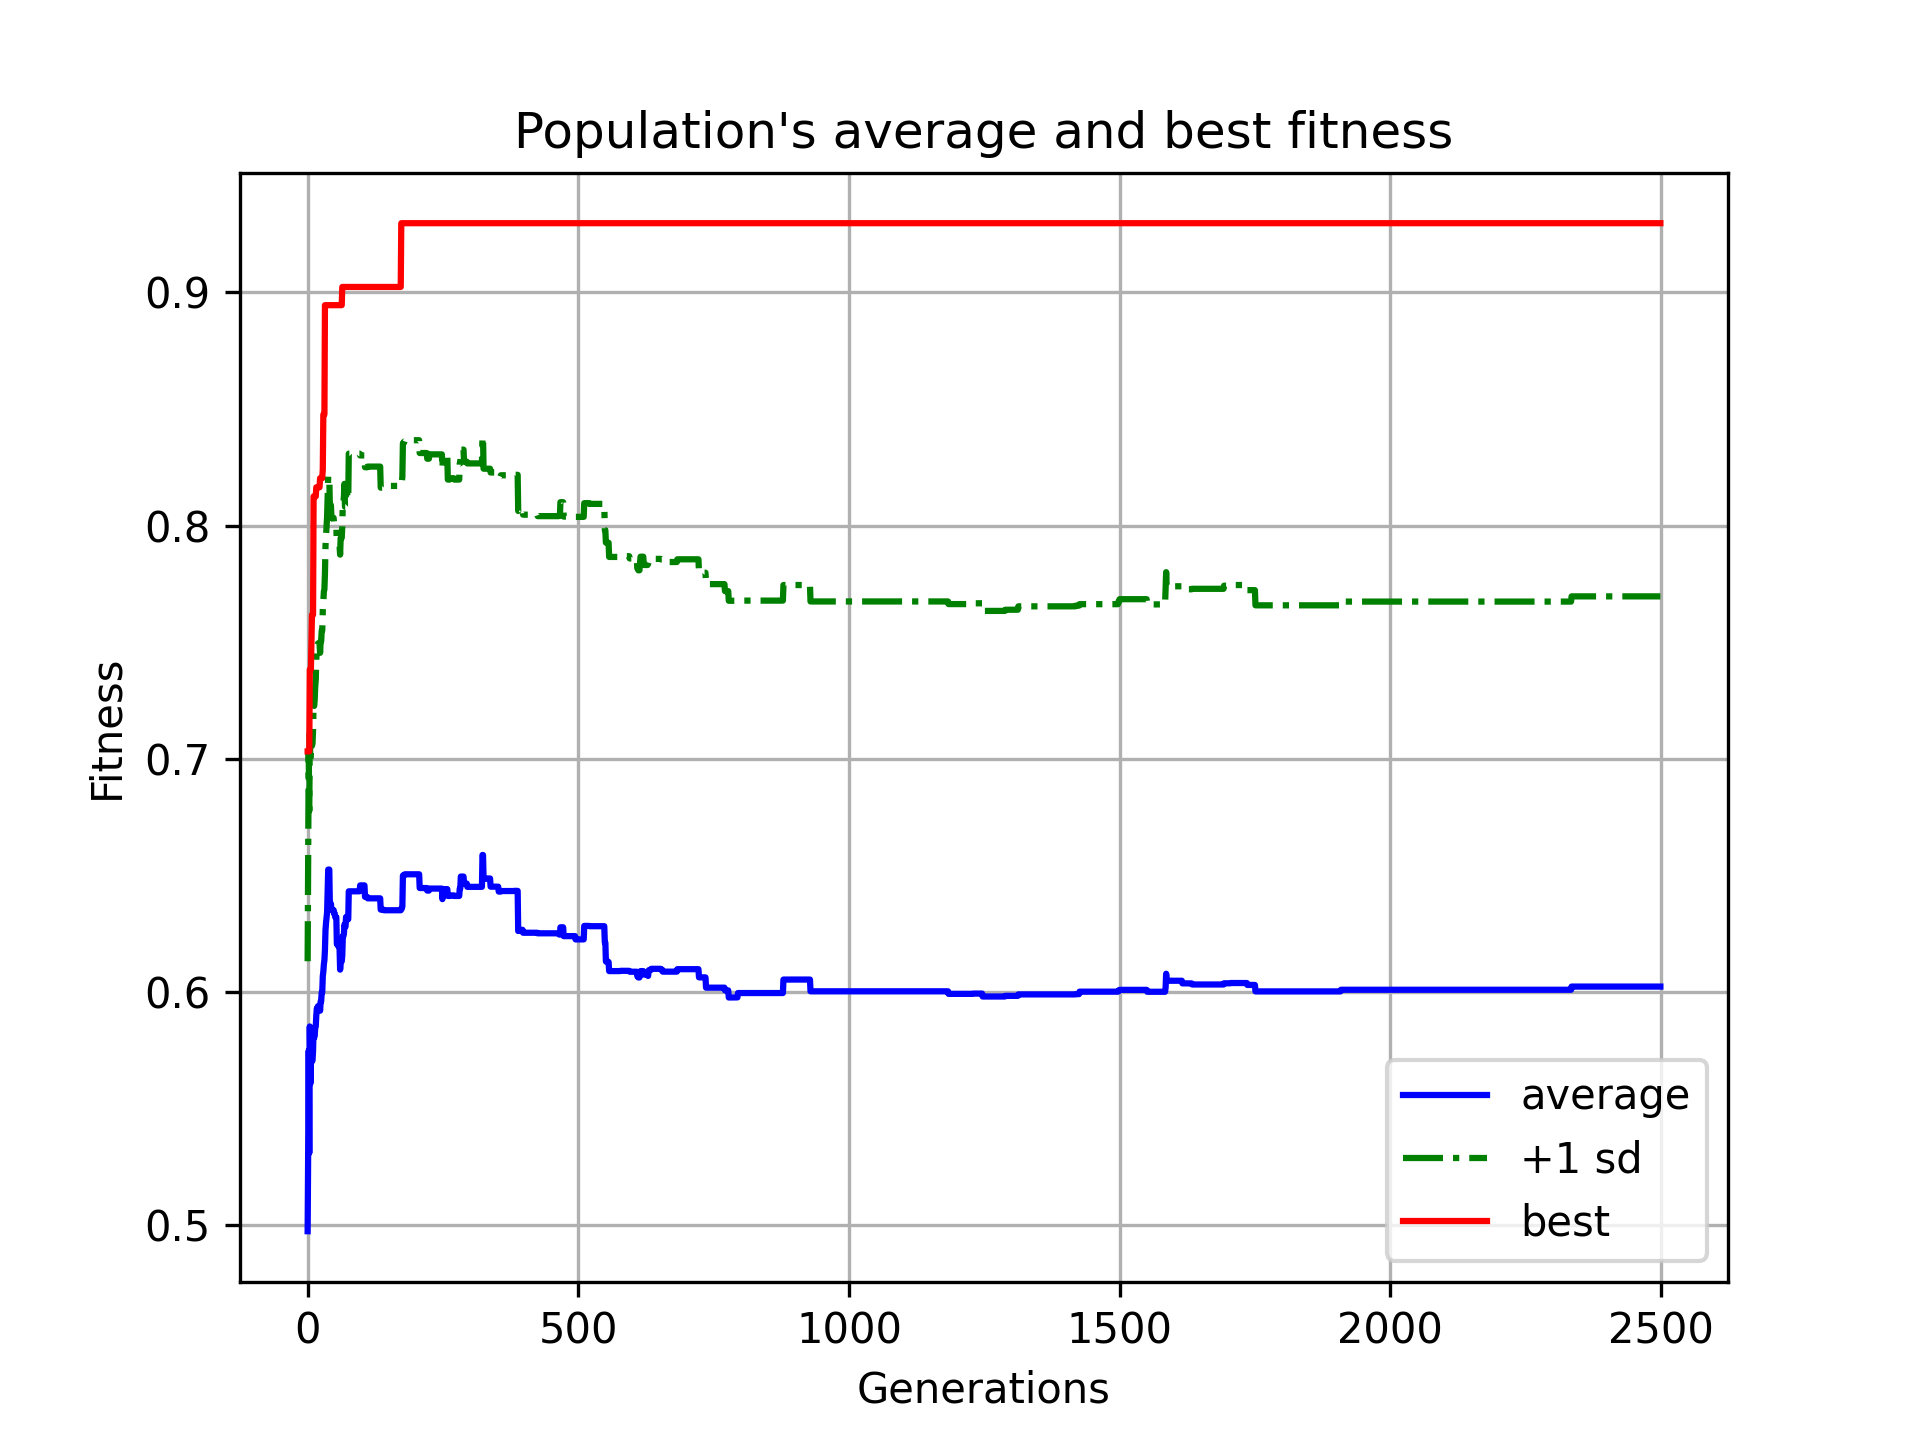 Population's average and best fitness
Fitness
0.9
0.8
0.7
0.6
0.5
0 500 1000 1500 2000 2500
Generations
average
+1 sd
best